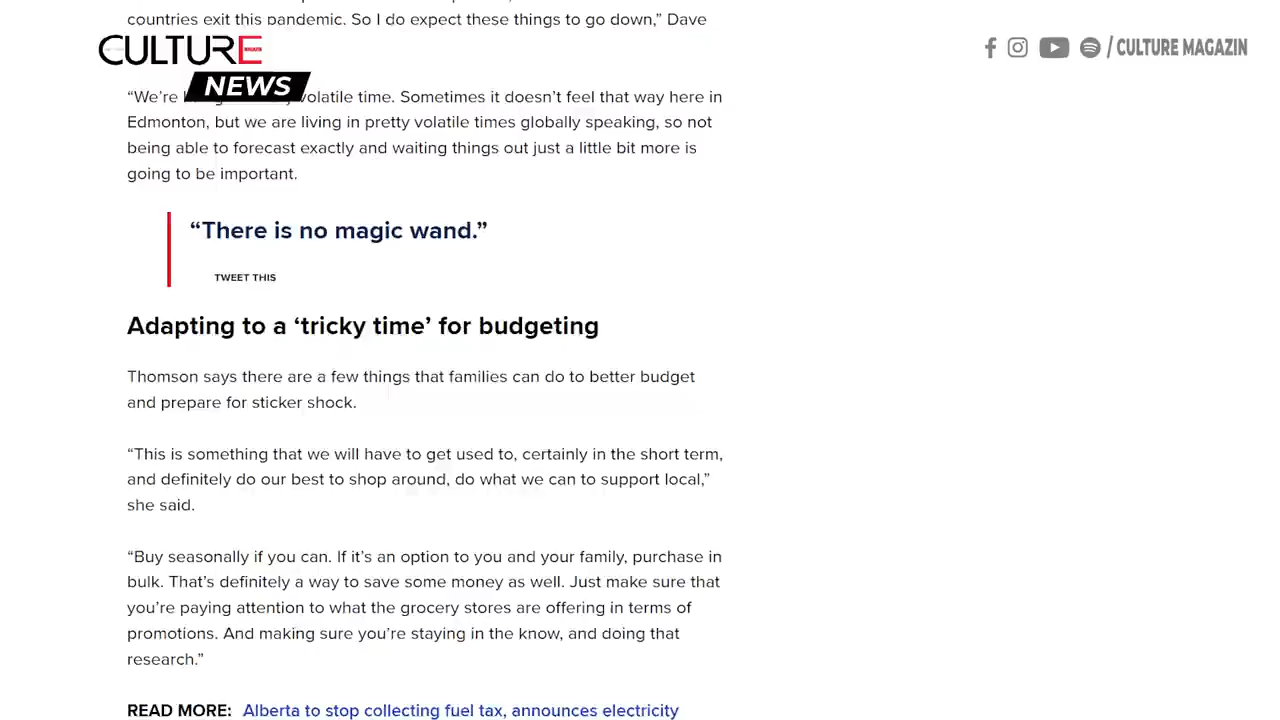 countries exit this pandemic. So I do expect these things to go down,” Dave
CULTURE
NEWS
/ CULTURE MAGAZIN
“We’re volatile time. Sometimes it doesn’t feel that way here in
Edmonton, but we are living in pretty volatile times globally speaking, so not
being able to forecast exactly and waiting things out just a little bit more is
going to be important.
“There is no magic wand.”
TWEET THIS
Adapting to a ‘tricky time’ for budgeting
Thomson says there are a few things that families can do to better budget
and prepare for sticker shock.
“This is something that we will have to get used to, certainly in the short term,
and definitely do our best to shop around, do what we can to support local,”
she said.
“Buy seasonally if you can. If it’s an option to you and your family, purchase in
bulk. That’s definitely a way to save some money as well. Just make sure that
you’re paying attention to what the grocery stores are offering in terms of
promotions. And making sure you’re staying in the know, and doing that
research.”
READ MORE: Alberta to stop collecting fuel tax, announces electricity